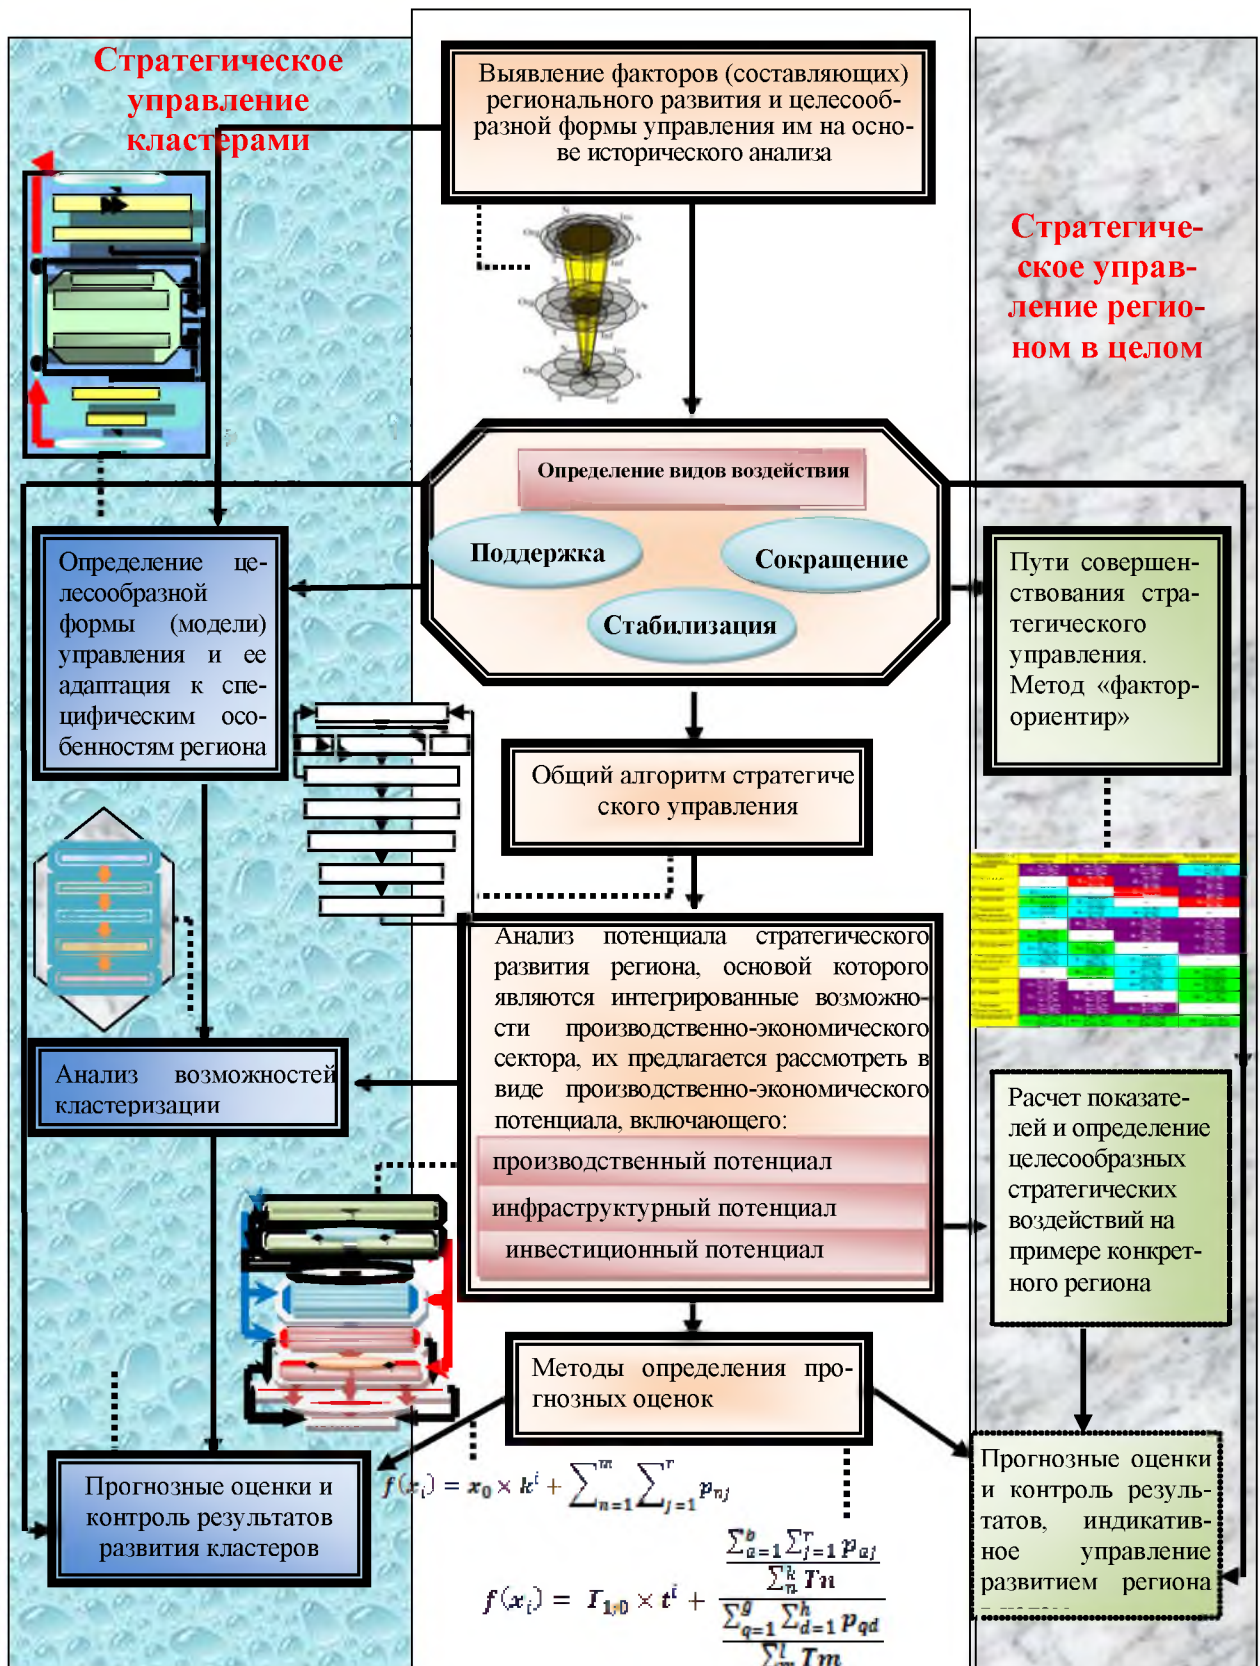 Стратегическое
управление
кластерами
Выявление факторов (составляющих)
регионального развития и целесооб-
разной формы управления им на осно-
ве исторического анализа
Стратегиче-
ское управ-
ление регио-
ном в целом
Определение видов воздействия
Поддержка
Сокращение
Стабилизация
Определение це-
лесообразной
формы (модели)
управления и ее
адаптация к спе-
цифическим осо-
бенностям региона
Пути совершен-
ствования стра-
тегического
управления.
Метод «фактор-
ориентир»
Общий алгоритм стратегиче
ского управления
Анализ потенциала стратегического
развития региона, основой которого
являются интегрированные возможно-
сти производственно-экономического
сектора, их предлагается рассмотреть в
виде производственно-экономического
потенциала, включающего:
производственный потенциал
инфраструктурный потенциал
инвестиционный потенциал
Анализ возможностей
кластеризации
Расчет показате-
лей и определение
целесообразных
стратегических
воздействий на
примере конкрет-
ного региона
Методы определения про-
гнозных оценок
Прогнозные оценки и
контроль результатов
развития кластеров
Прогнозные оценки
и контроль резуль-
татов, индикатив-
ное управление
развитием региона
f(x_i) = x_0 × k^i + ∑_{n=1}^{m} ∑_{j=1}^{r} p_{nj}